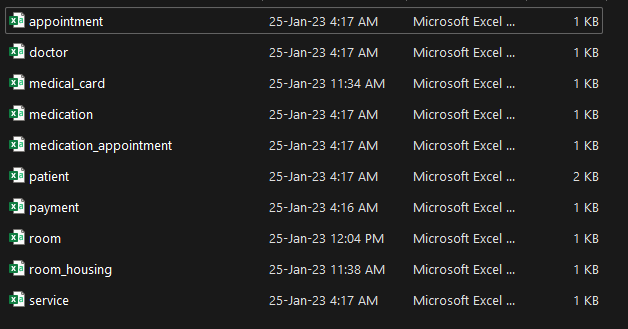 appointment 25-Jan-23 4:17 AM Microsoft Excel ... 1 KB
doctor 25-Jan-23 4:17 AM Microsoft Excel ... 1 KB
medical_card 25-Jan-23 11:34 AM Microsoft Excel ... 1 KB
medication 25-Jan-23 4:17 AM Microsoft Excel ... 1 KB
medication_appointment 25-Jan-23 4:17 AM Microsoft Excel ... 1 KB
patient 25-Jan-23 4:17 AM Microsoft Excel ... 2 KB
payment 25-Jan-23 4:16 AM Microsoft Excel ... 1 KB
room 25-Jan-23 12:04 PM Microsoft Excel ... 1 KB
room_housing 25-Jan-23 11:38 AM Microsoft Excel ... 1 KB
service 25-Jan-23 4:17 AM Microsoft Excel ... 1 KB